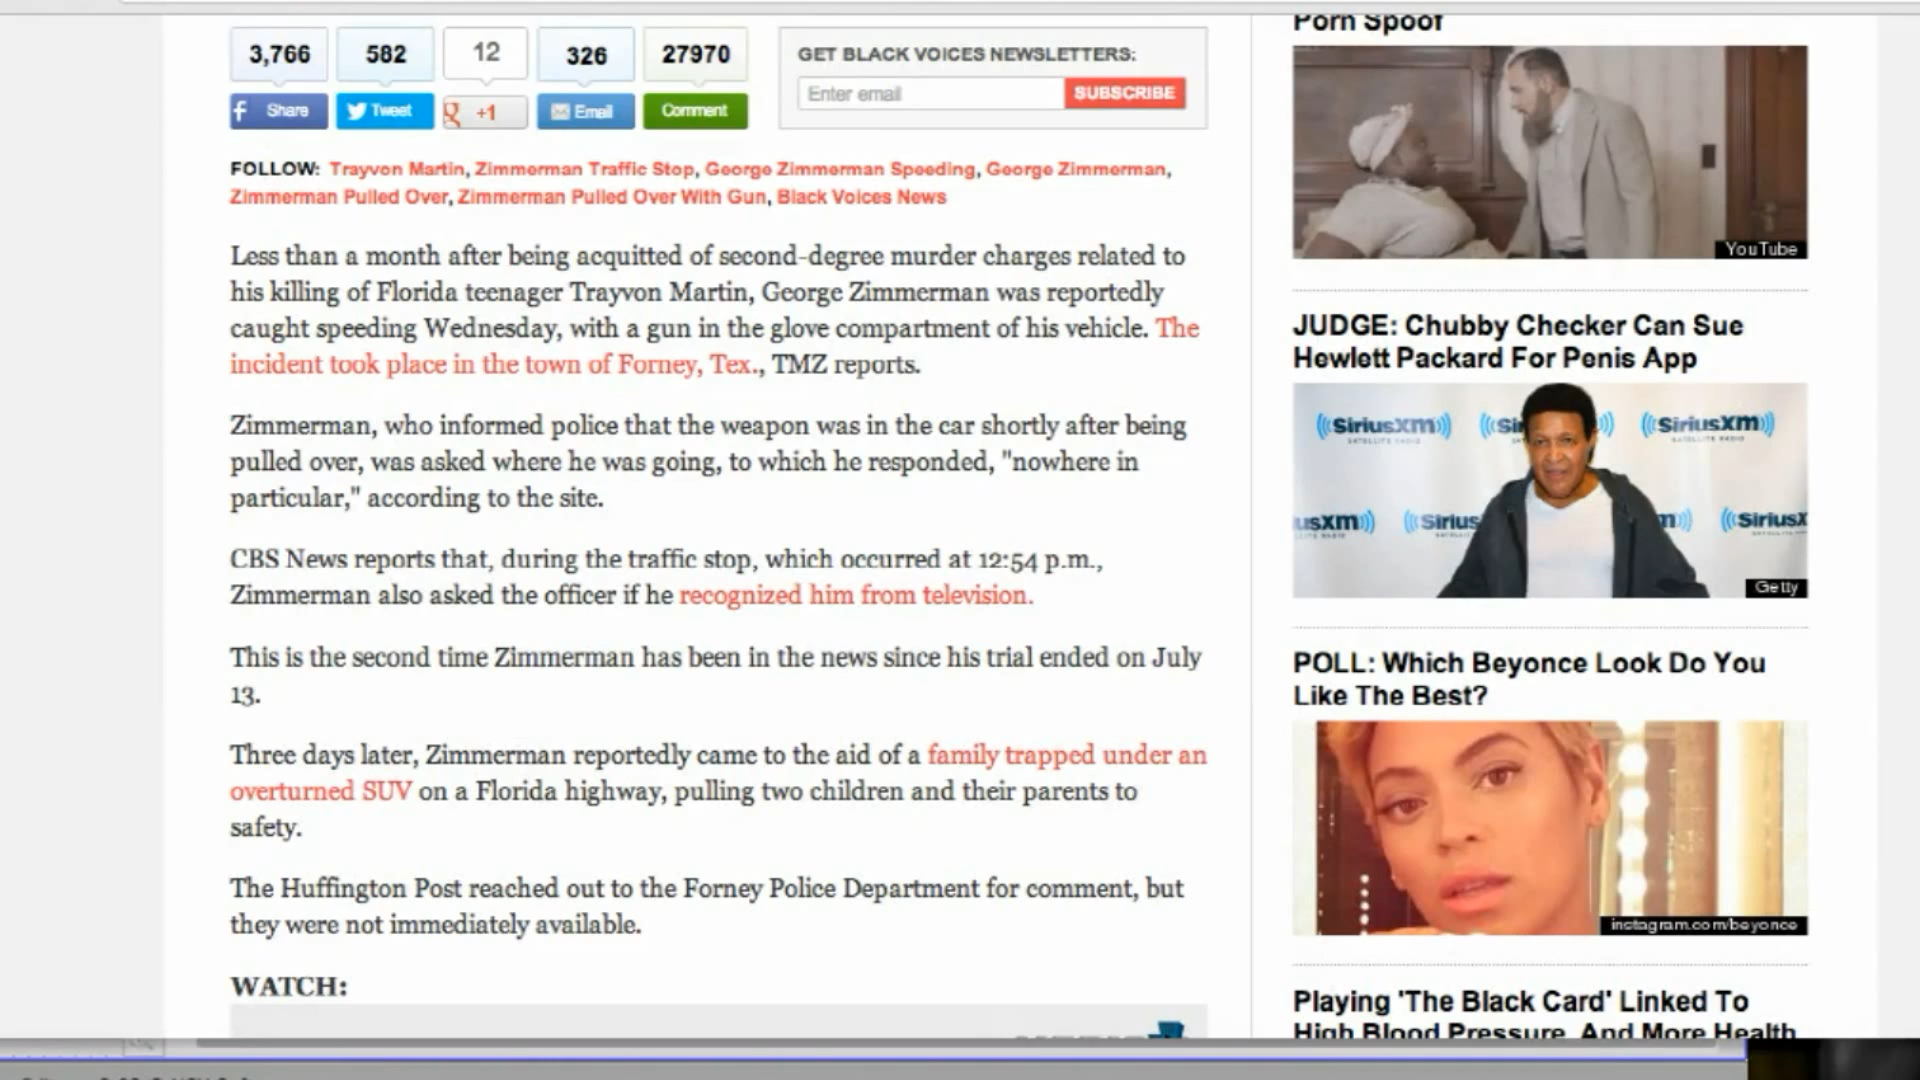 3,766
582
12
326
27970
Share
Tweet
+1
Email
Comment
GET BLACK VOICES NEWSLETTERS:
Enter email
SUBSCRIBE
FOLLOW: Trayvon Martin, Zimmerman Traffic Stop, George Zimmerman Speeding, George Zimmerman,
Zimmerman Pulled Over, Zimmerman Pulled Over With Gun, Black Voices News
Less than a month after being acquitted of second-degree murder charges related to
his killing of Florida teenager Trayvon Martin, George Zimmerman was reportedly
caught speeding Wednesday, with a gun in the glove compartment of his vehicle. The
incident took place in the town of Forney, Tex., TMZ reports.
Zimmerman, who informed police that the weapon was in the car shortly after being
pulled over, was asked where he was going, to which he responded, "nowhere in
particular," according to the site.
CBS News reports that, during the traffic stop, which occurred at 12:54 p.m.,
Zimmerman also asked the officer if he recognized him from television.
This is the second time Zimmerman has been in the news since his trial ended on July
13.
Three days later, Zimmerman reportedly came to the aid of a family trapped under an
overturned SUV on a Florida highway, pulling two children and their parents to
safety.
The Huffington Post reached out to the Forney Police Department for comment, but
they were not immediately available.
WATCH:
Porn Spoof
YouTube
JUDGE: Chubby Checker Can Sue
Hewlett Packard For Penis App
((SiriusXM))
SATELLITE RADIO
((SiriusXM))
SATELLITE RADIO
Getty
POLL: Which Beyonce Look Do You
Like The Best?
instagram.com/beyonce
Playing 'The Black Card' Linked To
High Blood Pressure, And More Health